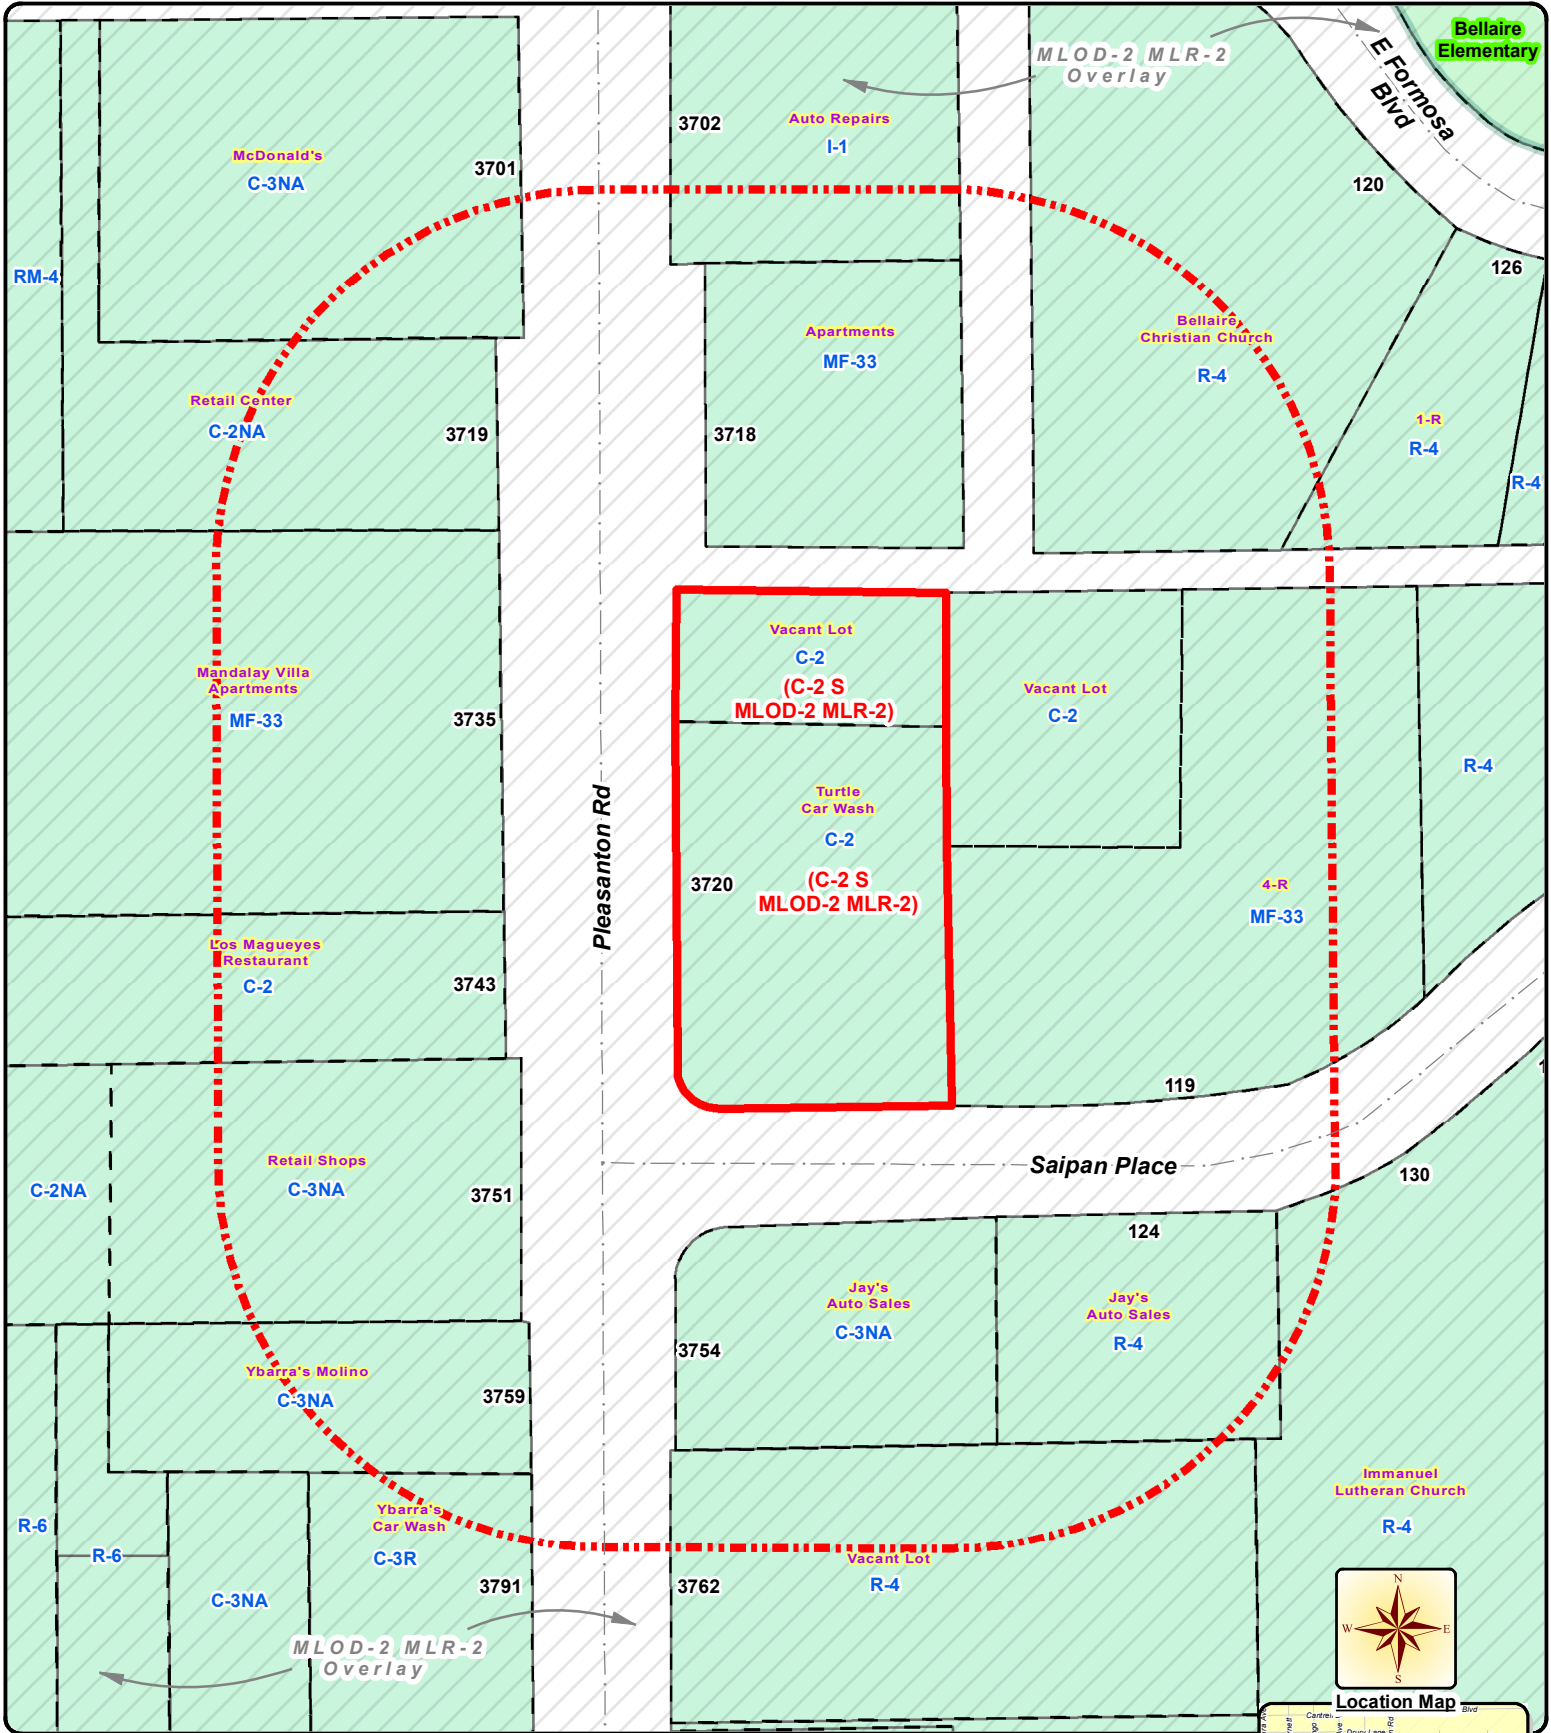 Bellaire
Elementary
MLOD-2 MLR-2
Overlay
E Formosa
Blvd
3702
Auto Repairs
I-1
McDonald's
C-3NA
3701
120
126
RM-4
Apartments
MF-33
3718
Bellaire
Christian Church
R-4
1-R
R-4
R-4
Retail Center
C-2NA
3719
Vacant Lot
C-2
(C-2 S
MLOD-2 MLR-2)
Vacant Lot
C-2
Mandalay Villa
Apartments
MF-33
3735
R-4
Pleasanton Rd
Turtle
Car Wash
C-2
(C-2 S
MLOD-2 MLR-2)
3720
4-R
MF-33
Los Magueyes
Restaurant
C-2
3743
119
Saipan Place
130
Retail Shops
C-3NA
3751
C-2NA
124
Jay's
Auto Sales
C-3NA
3754
Jay's
Auto Sales
R-4
Ybarra's Molino
C-3NA
3759
Ybarra's
Car Wash
C-3R
3791
R-6
R-6
C-3NA
Vacant Lot
R-4
3762
Immanuel
Lutheran Church
R-4
MLOD-2 MLR-2
Overlay
N
W
E
S
Location Map
Blvd